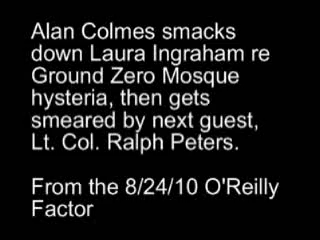 Alan Colmes smacks
down Laura Ingraham re
Ground Zero Mosque
hysteria, then gets
smeared by next guest,
Lt. Col. Ralph Peters.
From the 8/24/10 O'Reilly
Factor